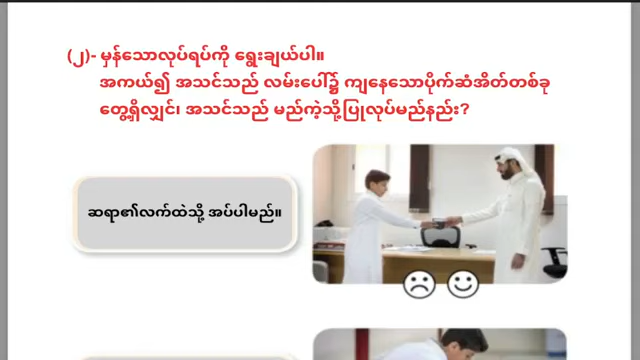 (၂)- မှန်သောလုပ်ရပ်ကို ရွေးချယ်ပါ။
အကယ်၍ အသင်သည် လမ်းပေါ်၌ ကျနေသောပိုက်ဆံအိတ်တစ်ခု
တွေ့ရှိလျှင်၊ အသင်သည် မည်ကဲ့သို့ပြုလုပ်မည်နည်း?
ဆရာ၏လက်ထဲသို့ အပ်ပါမည်။